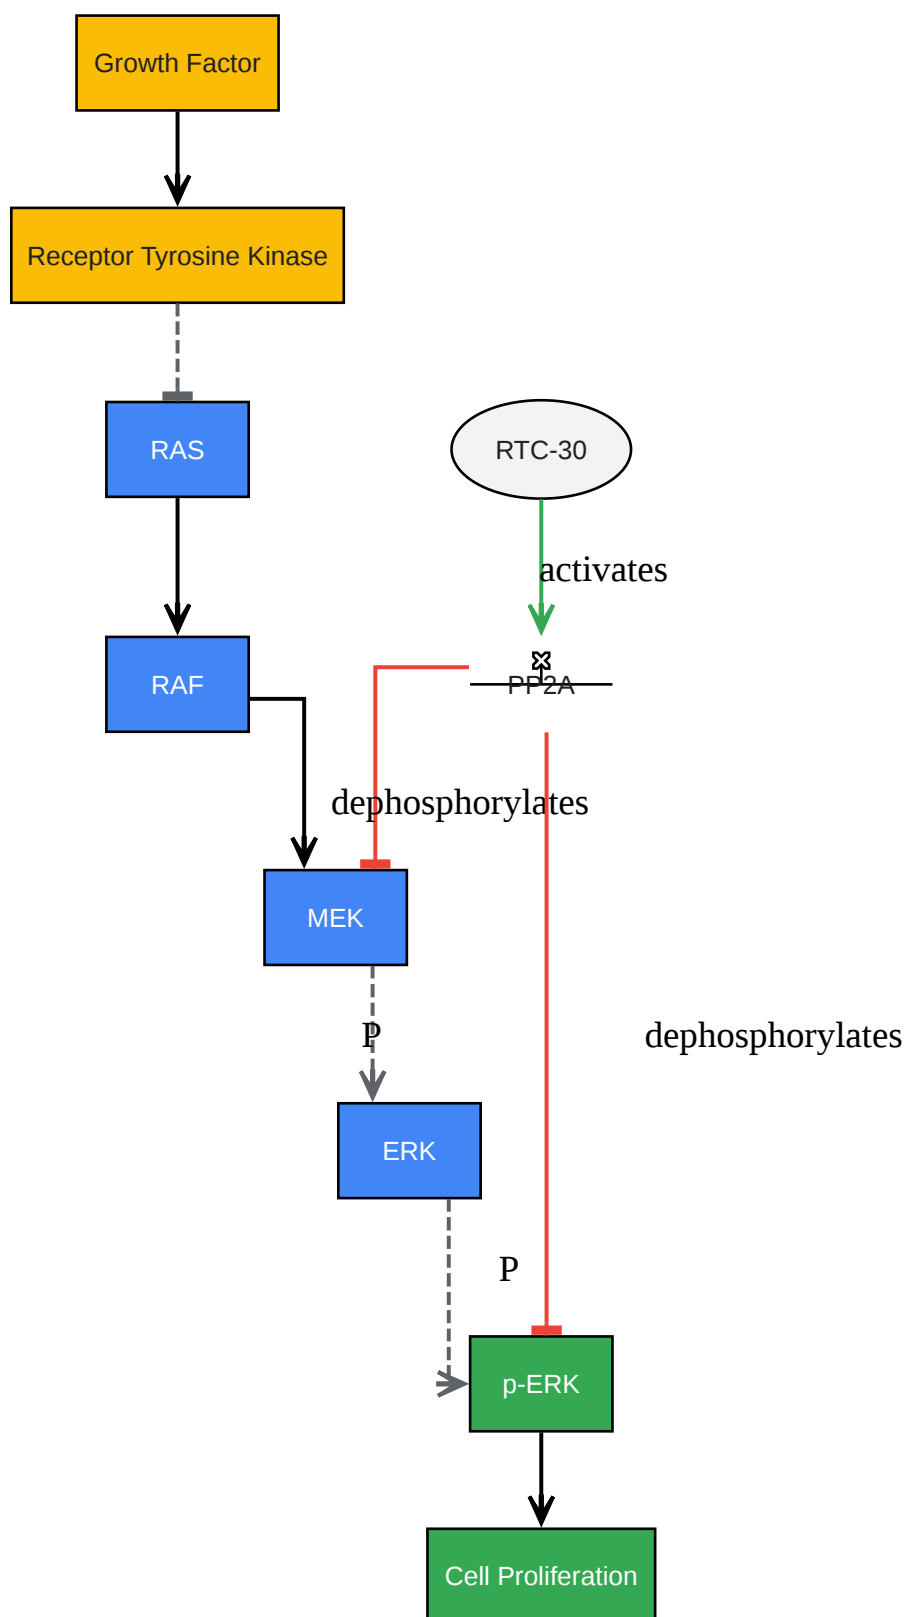 Growth Factor
Receptor Tyrosine Kinase
RAS
RTC-30
activates
RAF
PP2A
dephosphorylates
MEK
P
dephosphorylates
ERK
P
p-ERK
Cell Proliferation